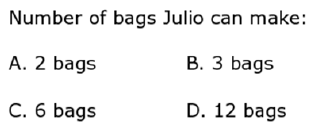 Number of bags Julio can make:
A. 2 bags B. 3 bags
C. 6 bags D. 12 bags